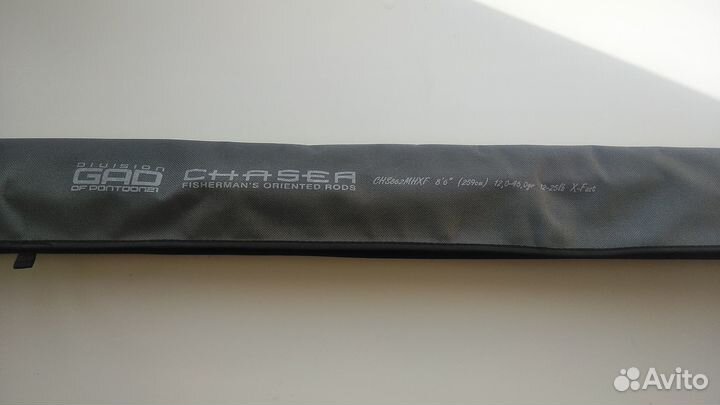 DIVISION
GAD
OF PONTOON21
CHASER
FISHERMAN'S ORIENTED RODS
CHS862MHXF 8'6" (259cm) 12,0-46,0gr 12-25lb X-Fast
Avito